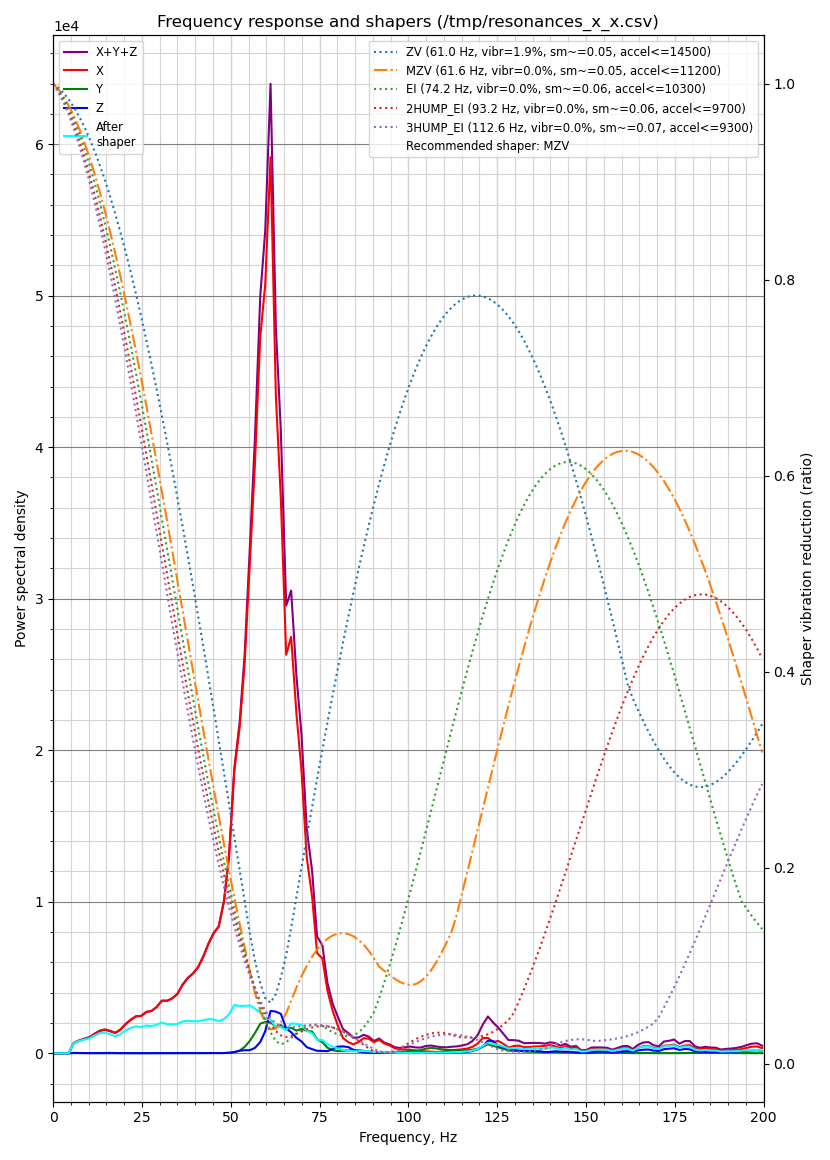 Frequency response and shapers (/tmp/resonances_x_x.csv)
1e4
X+Y+Z
X
Y
Z
After
shaper
ZV (61.0 Hz, vibr=1.9%, sm~=0.05, accel<=14500)
MZV (61.6 Hz, vibr=0.0%, sm~=0.05, accel<=11200)
EI (74.2 Hz, vibr=0.0%, sm~=0.06, accel<=10300)
2HUMP_EI (93.2 Hz, vibr=0.0%, sm~=0.06, accel<=9700)
3HUMP_EI (112.6 Hz, vibr=0.0%, sm~=0.07, accel<=9300)
Recommended shaper: MZV
6
5
4
3
2
1
0
Power spectral density
1.0
0.8
0.6
0.4
0.2
0.0
Shaper vibration reduction (ratio)
0 25 50 75 100 125 150 175 200
Frequency, Hz